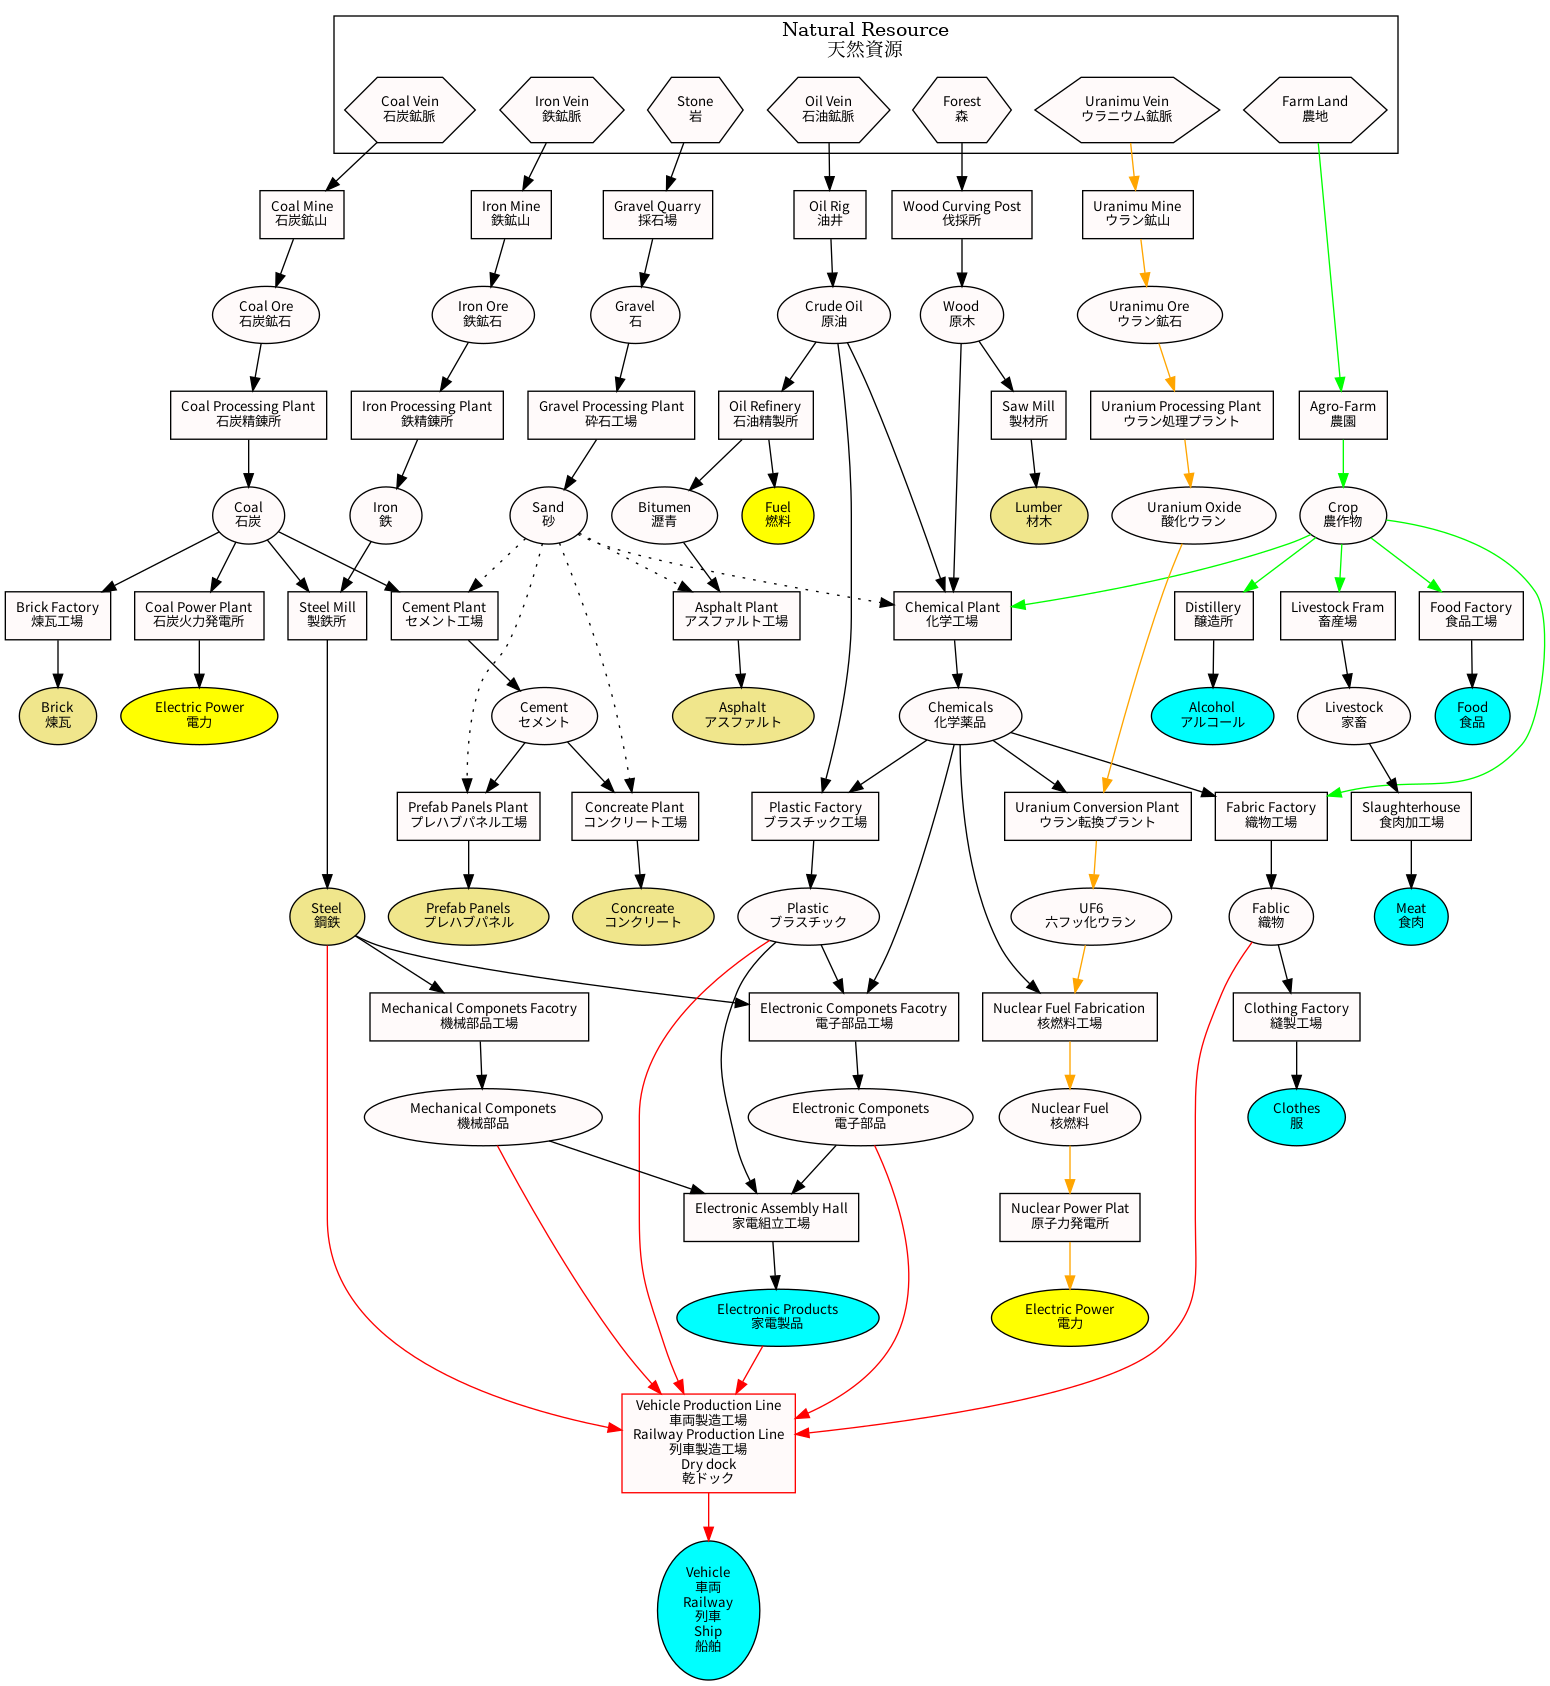 Natural Resource
天然資源
Coal Vein
石炭鉱脈
Iron Vein
鉄鉱脈
Stone
岩
Oil Vein
石油鉱脈
Forest
森
Uranimu Vein
ウラニウム鉱脈
Farm Land
農地
Coal Mine
石炭鉱山
Iron Mine
鉄鉱山
Gravel Quarry
採石場
Oil Rig
油井
Wood Curving Post
伐採所
Uranimu Mine
ウラン鉱山
Coal Ore
石炭鉱石
Iron Ore
鉄鉱石
Gravel
石
Crude Oil
原油
Wood
原木
Uranimu Ore
ウラン鉱石
Coal Processing Plant
石炭精錬所
Iron Processing Plant
鉄精錬所
Gravel Processing Plant
砕石工場
Oil Refinery
石油精製所
Saw Mill
製材所
Uranium Processing Plant
ウラン処理プラント
Agro-Farm
農園
Coal
石炭
Iron
鉄
Sand
砂
Bitumen
瀝青
Fuel
燃料
Lumber
材木
Uranium Oxide
酸化ウラン
Crop
農作物
Brick Factory
煉瓦工場
Coal Power Plant
石炭火力発電所
Steel Mill
製鉄所
Cement Plant
セメント工場
Asphalt Plant
アスファルト工場
Chemical Plant
化学工場
Distillery
醸造所
Livestock Fram
畜産場
Food Factory
食品工場
Brick
煉瓦
Electric Power
電力
Cement
セメント
Asphalt
アスファルト
Chemicals
化学薬品
Alcohol
アルコール
Livestock
家畜
Food
食品
Prefab Panels Plant
プレハブパネル工場
Concreate Plant
コンクリート工場
Plastic Factory
プラスチック工場
Uranium Conversion Plant
ウラン転換プラント
Fabric Factory
織物工場
Slaughterhouse
食肉加工場
Steel
鋼鉄
Prefab Panels
プレハブパネル
Concreate
コンクリート
Plastic
プラスチック
UF6
六フッ化ウラン
Fablic
織物
Meat
食肉
Mechanical Componets Facotry
機械部品工場
Electronic Componets Facotry
電子部品工場
Nuclear Fuel Fabrication
核燃料工場
Clothing Factory
縫製工場
Mechanical Componets
機械部品
Electronic Componets
電子部品
Nuclear Fuel
核燃料
Clothes
服
Electronic Assembly Hall
家電組立工場
Nuclear Power Plat
原子力発電所
Electronic Products
家電製品
Electric Power
電力
Vehicle Production Line
車両製造工場
Railway Production Line
列車製造工場
Dry dock
乾ドック
Vehicle
車両
Railway
列車
Ship
船舶